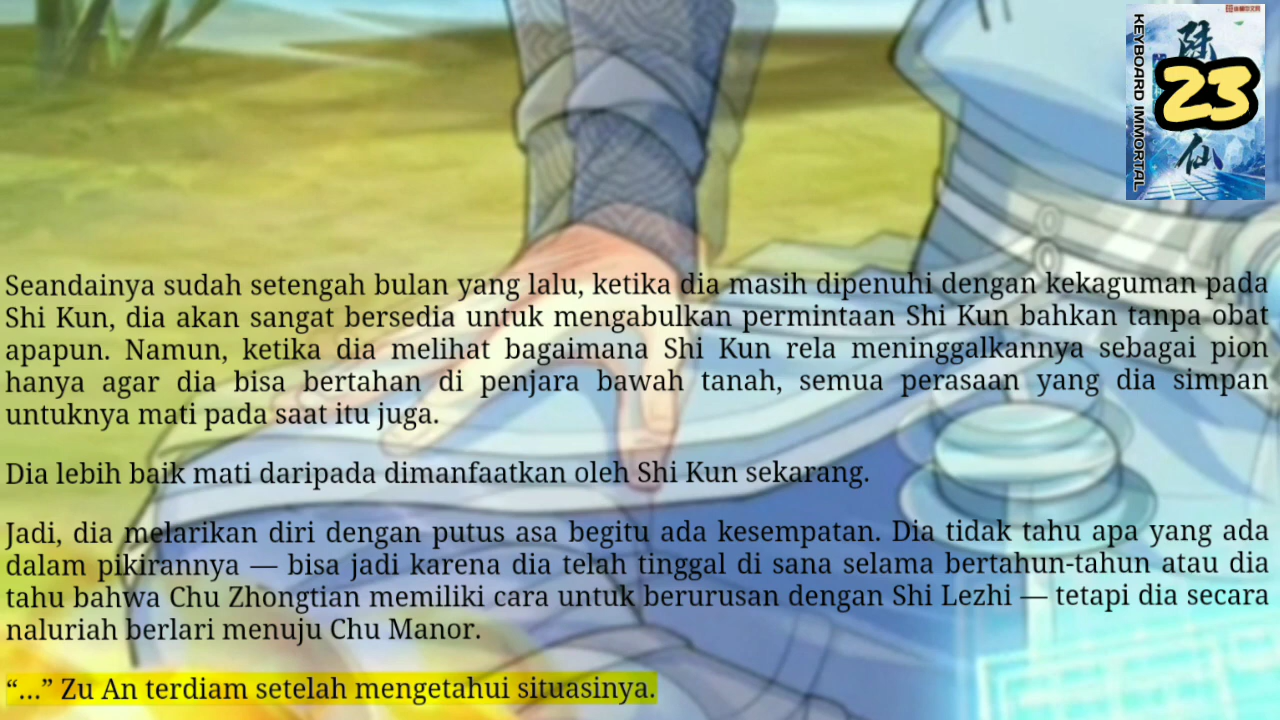 陆
仙
KEYBOARD IMMORTAL
23
Seandainya sudah setengah bulan yang lalu, ketika dia masih dipenuhi dengan kekaguman pada
Shi Kun, dia akan sangat bersedia untuk mengabulkan permintaan Shi Kun bahkan tanpa obat
apapun. Namun, ketika dia melihat bagaimana Shi Kun rela meninggalkannya sebagai pion
hanya agar dia bisa bertahan di penjara bawah tanah, semua perasaan yang dia simpan
untuknya mati pada saat itu juga.
Dia lebih baik mati daripada dimanfaatkan oleh Shi Kun sekarang.
Jadi, dia melarikan diri dengan putus asa begitu ada kesempatan. Dia tidak tahu apa yang ada
dalam pikirannya — bisa jadi karena dia telah tinggal di sana selama bertahun-tahun atau dia
tahu bahwa Chu Zhongtian memiliki cara untuk berurusan dengan Shi Lezhi — tetapi dia secara
naluriah berlari menuju Chu Manor.
“…” Zu An terdiam setelah mengetahui situasinya.